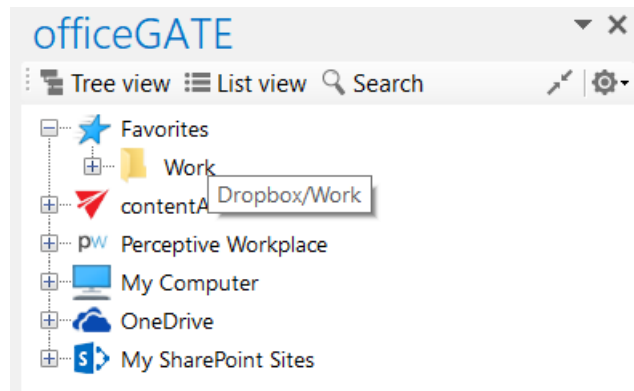 officeGATE
Tree view List view Search
Favorites
Work
Dropbox/Work
contentA
pw Perceptive Workplace
My Computer
OneDrive
S My SharePoint Sites